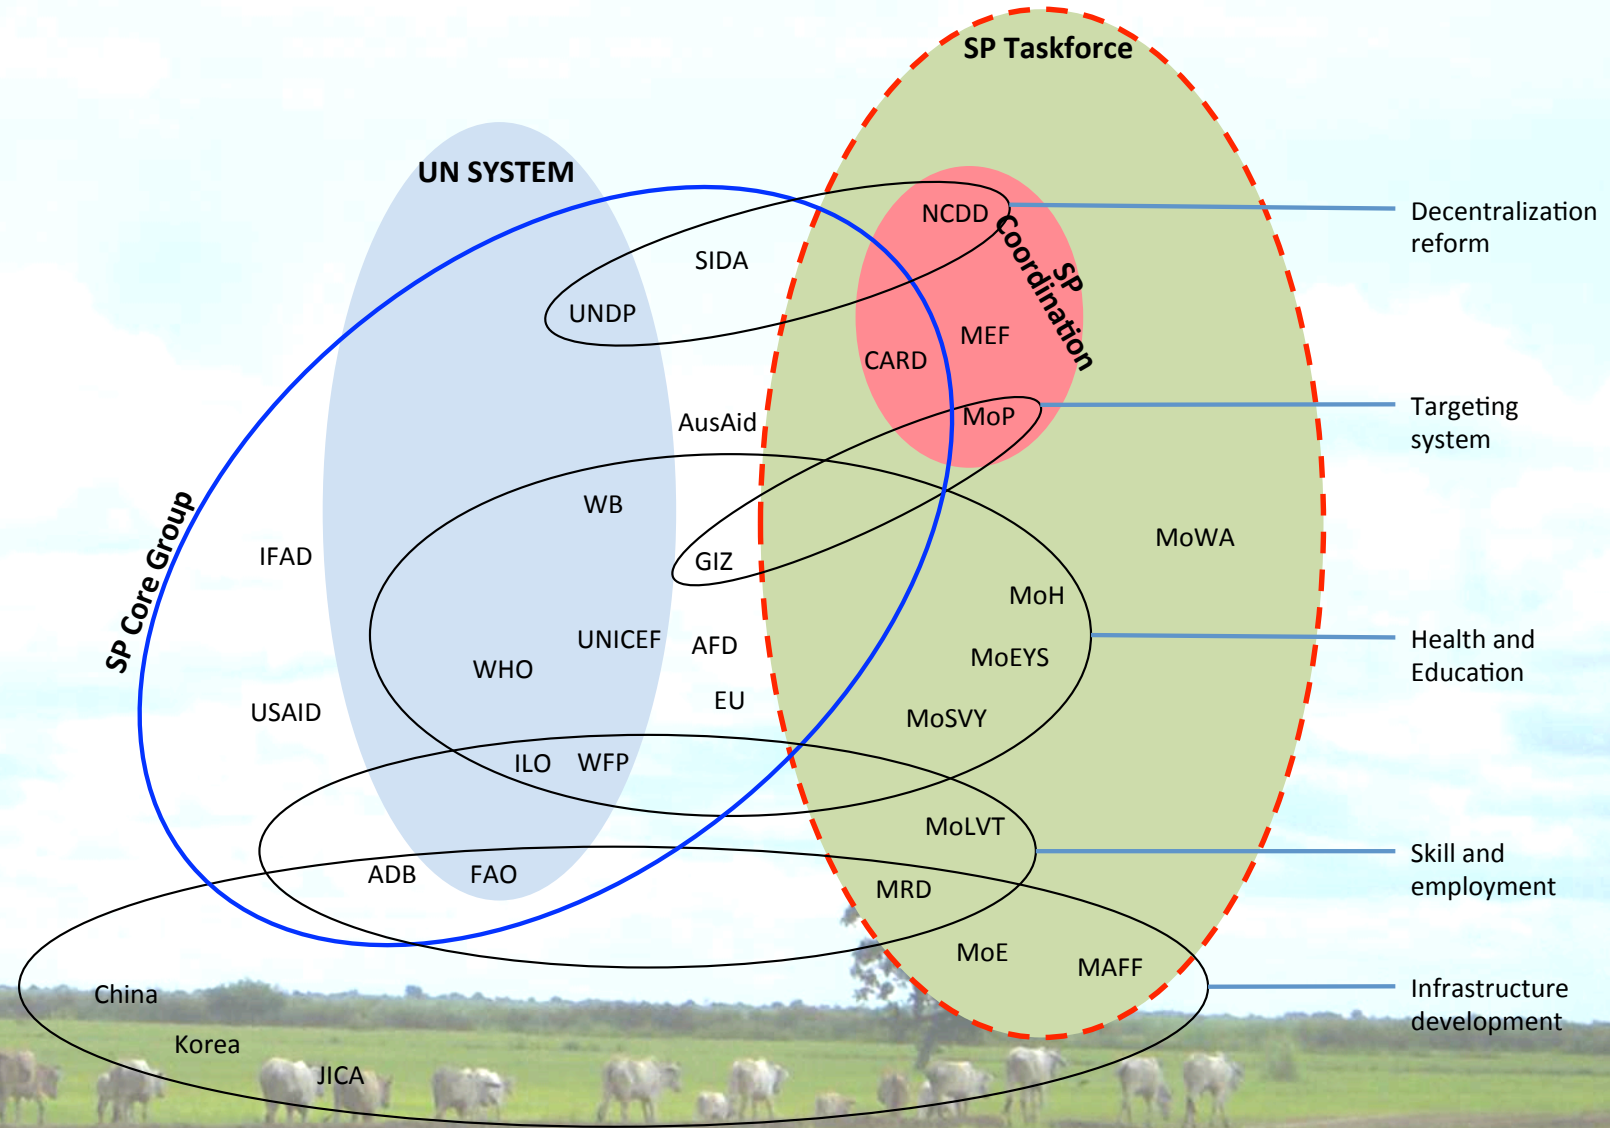 SP Taskforce
UN SYSTEM
NCDD
SP
Coordination
Decentralization
reform
SIDA
UNDP
MEF
CARD
AusAid
MoP
Targeting
system
SP Core Group
WB
IFAD
GIZ
MoWA
MoH
UNICEF
AFD
WHO
MoEYS
Health and
Education
USAID
EU
MoSVY
ILO
WFP
MoLVT
ADB
FAO
MRD
Skill and
employment
MoE
MAFF
China
Infrastructure
development
Korea
JICA